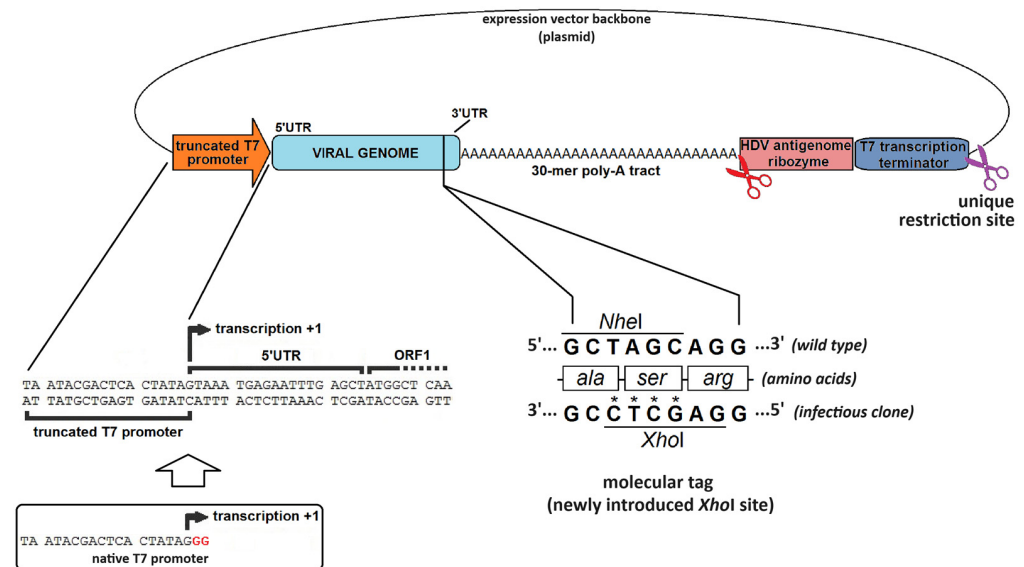 expression vector backbone
(plasmid)
5'UTR
3'UTR
truncated T7
promoter
VIRAL GENOME
AAAAAAAAAAAAAAAAAAAAAAAAAAAAAA
30-mer poly-A tract
HDV antigenome
ribozyme
T7 transcription
terminator
unique
restriction site
transcription +1
5'UTR
ORF1
TA ATACGACTCA CTATAGTAAA TGAGAATTTG AGCTATGGCT CAA
AT TATGCTGAGT GATATCATTT ACTCTTAAAC TCGATACCGA GTT
truncated T7 promoter
transcription +1
TA ATACGACTCA CTATAGGG
native T7 promoter
NheI
5'... G C T A G C A G G ...3' (wild type)
ala ser arg (amino acids)
* * * *
3'... G C C T C G A G G ...5' (infectious clone)
XhoI
molecular tag
(newly introduced XhoI site)